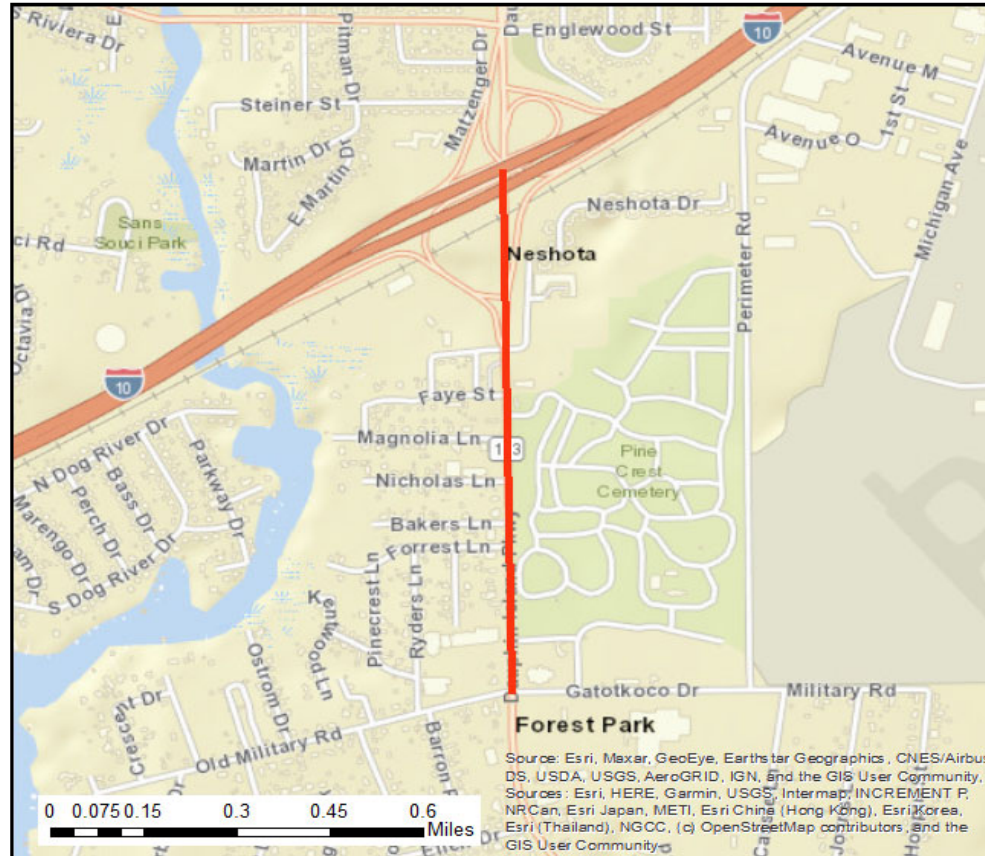 S Riviera Dr
Pitman Dr
Matzenger Dr
Englewood St
10
Avenue M
Steiner St
1st St
Avenue O
Martin Dr
E Martin Dr
Michigan Ave
Sans
Souci Park
Neshota Dr
Neshota
Perimeter Rd
Octavia Dr
10
Faye St
Magnolia Ln
Pine
Crest
Cemetery
N Dog River Dr
Parkway Dr
Nicholas Ln
Bass Dr
Perch Dr
Marengo Dr
Bakers Ln
Forrest Ln
S Dog River Dr
Pinecrest Ln
Ryders Ln
Kentwood Ln
Ostrom Dr
Gatotkoco Dr
Military Rd
Crescent Dr
Forest Park
Old Military Rd
Barron
Source: Esri, Maxar, GeoEye, Earthstar Geographics, CNES/Airbus
DS, USDA, USGS, AeroGRID, IGN, and the GIS User Community,
Sources: Esri, HERE, Garmin, USGS, Intermap, INCREMENT P,
NRCan, Esri Japan, METI, Esri China (Hong Kong), Esri Korea,
Esri (Thailand), NGCC, (c) OpenStreetMap contributors, and the
GIS User Community
0 0.075 0.15 0.3 0.45 0.6
Miles